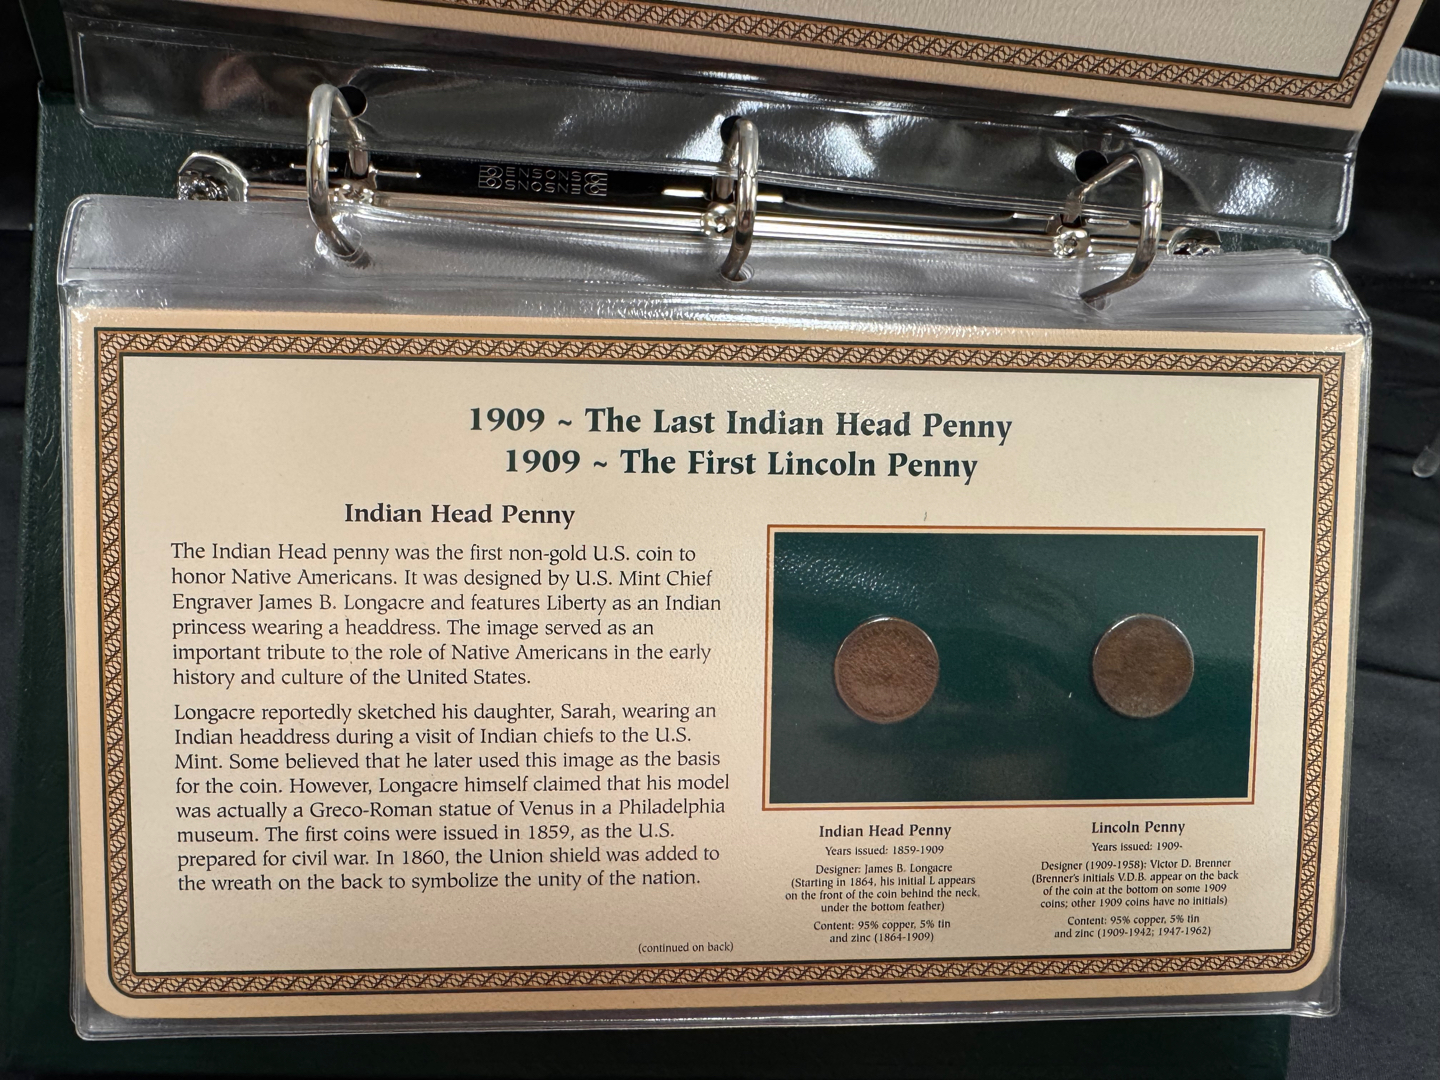 BENSONS
BENSONS
1909 ~ The Last Indian Head Penny
1909 ~ The First Lincoln Penny
Indian Head Penny
The Indian Head penny was the first non-gold U.S. coin to
honor Native Americans. It was designed by U.S. Mint Chief
Engraver James B. Longacre and features Liberty as an Indian
princess wearing a headdress. The image served as an
important tribute to the role of Native Americans in the early
history and culture of the United States.
Longacre reportedly sketched his daughter, Sarah, wearing an
Indian headdress during a visit of Indian chiefs to the U.S.
Mint. Some believed that he later used this image as the basis
for the coin. However, Longacre himself claimed that his model
was actually a Greco-Roman statue of Venus in a Philadelphia
museum. The first coins were issued in 1859, as the U.S.
prepared for civil war. In 1860, the Union shield was added to
the wreath on the back to symbolize the unity of the nation.
(continued on back)
Indian Head Penny
Years issued: 1859-1909
Designer: James B. Longacre
(Starting in 1864, his initial L appears
on the front of the coin behind the neck,
under the bottom feather)
Content: 95% copper, 5% tin
and zinc (1864-1909)
Lincoln Penny
Years issued: 1909-
Designer (1909-1958): Victor D. Brenner
(Brenner's initials V.D.B. appear on the back
of the coin at the bottom on some 1909
coins; other 1909 coins have no initials)
Content: 95% copper, 5% tin
and zinc (1909-1942; 1947-1962)